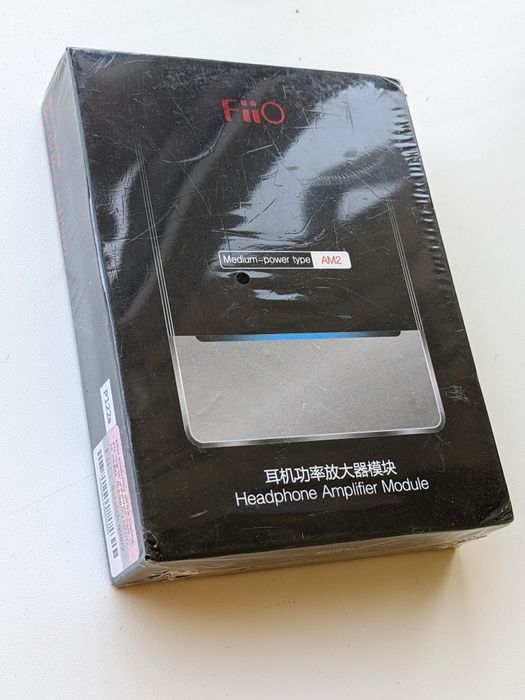 FiiO
Medium-power type AM2
耳机功率放大器模块
Headphone Amplifier Module